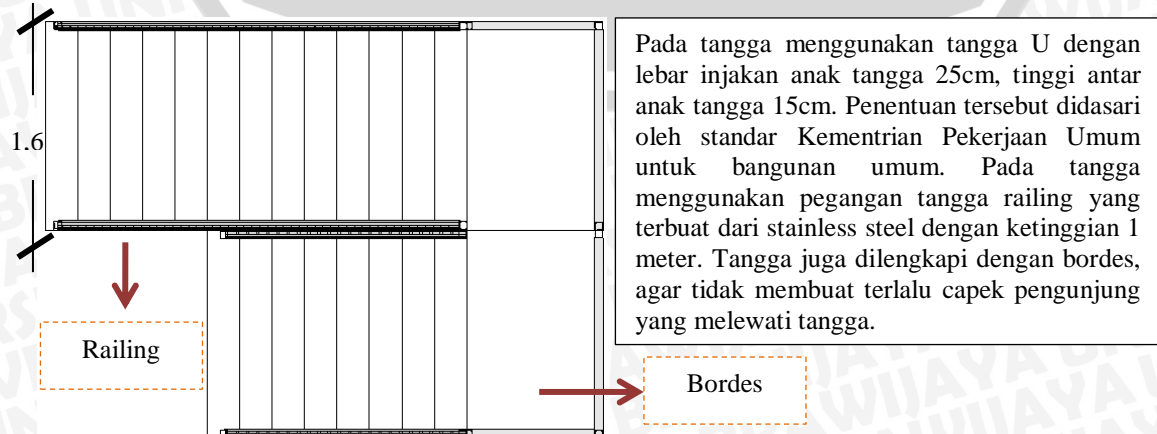 Pada tangga menggunakan tangga U dengan
lebar injakan anak tangga 25cm, tinggi antar
anak tangga 15cm. Penentuan tersebut didasari
oleh standar Kementrian Pekerjaan Umum
untuk bangunan umum. Pada tangga
menggunakan pegangan tangga railing yang
terbuat dari stainless steel dengan ketinggian 1
meter. Tangga juga dilengkapi dengan bordes,
agar tidak membuat terlalu capek pengunjung
yang melewati tangga.
1.6
Railing
Bordes